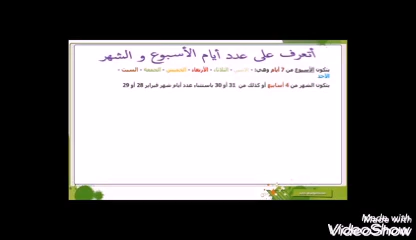 أتعرف على عدد أيام الأسبوع و الشهر
يتكون الأسبوع من 7 أيام وهي: الاثنين - الثلاثاء - الأربعاء - الخميس - الجمعة - السبت -
الأحد
يتكون الشهر من 4 أسابيع أو كذلك من 31 أو 30 باستثناء عدد أيام شهر فبراير 28 أو 29
Made with
VideoShow